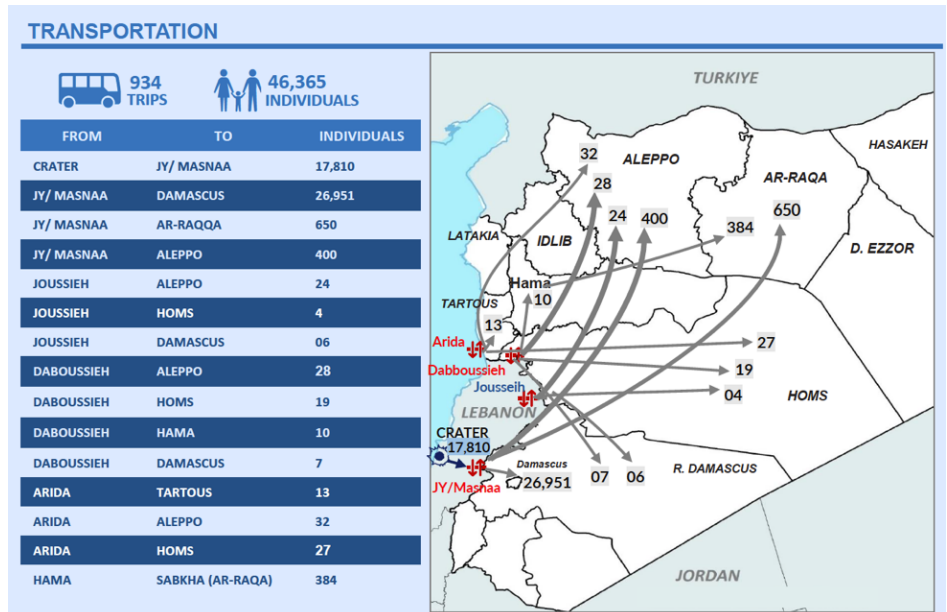 TRANSPORTATION
934
TRIPS
46,365
INDIVIDUALS
FROM TO INDIVIDUALS
CRATER JY/ MASNAA 17,810
JY/ MASNAA DAMASCUS 26,951
JY/ MASNAA AR-RAQQA 650
JY/ MASNAA ALEPPO 400
JOUSSIEH ALEPPO 24
JOUSSIEH HOMS 4
JOUSSIEH DAMASCUS 06
DABOUSSIEH ALEPPO 28
DABOUSSIEH HOMS 19
DABOUSSIEH HAMA 10
DABOUSSIEH DAMASCUS 7
ARIDA TARTOUS 13
ARIDA ALEPPO 32
ARIDA HOMS 27
HAMA SABKHA (AR-RAQA) 384
TURKIYE
HASAKEH
32
ALEPPO
AR-RAQA
28
650
24
400
384
LATAKIA
IDLIB
D. EZZOR
Hama
10
TARTOUS
13
Arida
27
Dabboussieh
19
Jousseih
04
HOMS
LEBANON
CRATER
17,810
Damascus
R. DAMASCUS
26,951
07
06
JY/Mashaa
JORDAN